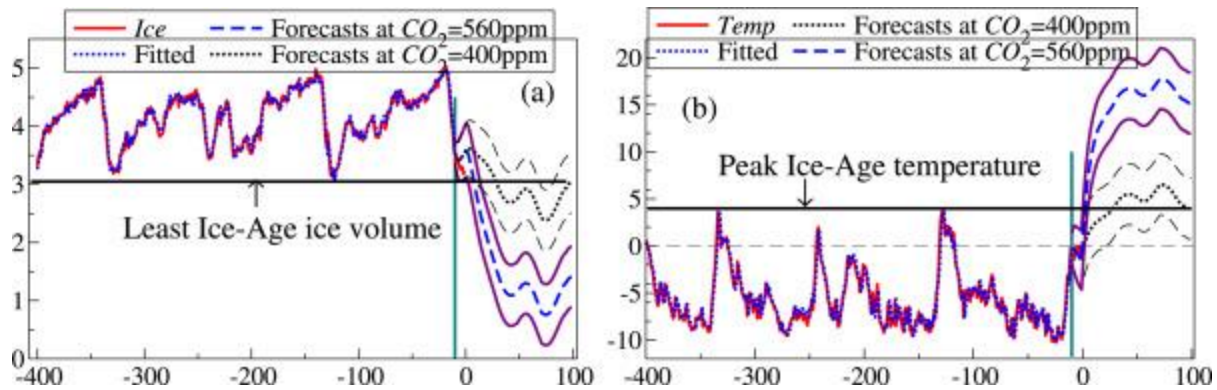 Ice Forecasts at CO2=560ppm
Fitted Forecasts at CO2=400ppm
(a)
5
4
3
2
1
0
Least Ice-Age ice volume
-400 -300 -200 -100 0 100
Temp Forecasts at CO2=400ppm
Fitted Forecasts at CO2=560ppm
(b)
20
15
10
5
0
-5
-10
Peak Ice-Age temperature
-400 -300 -200 -100 0 100